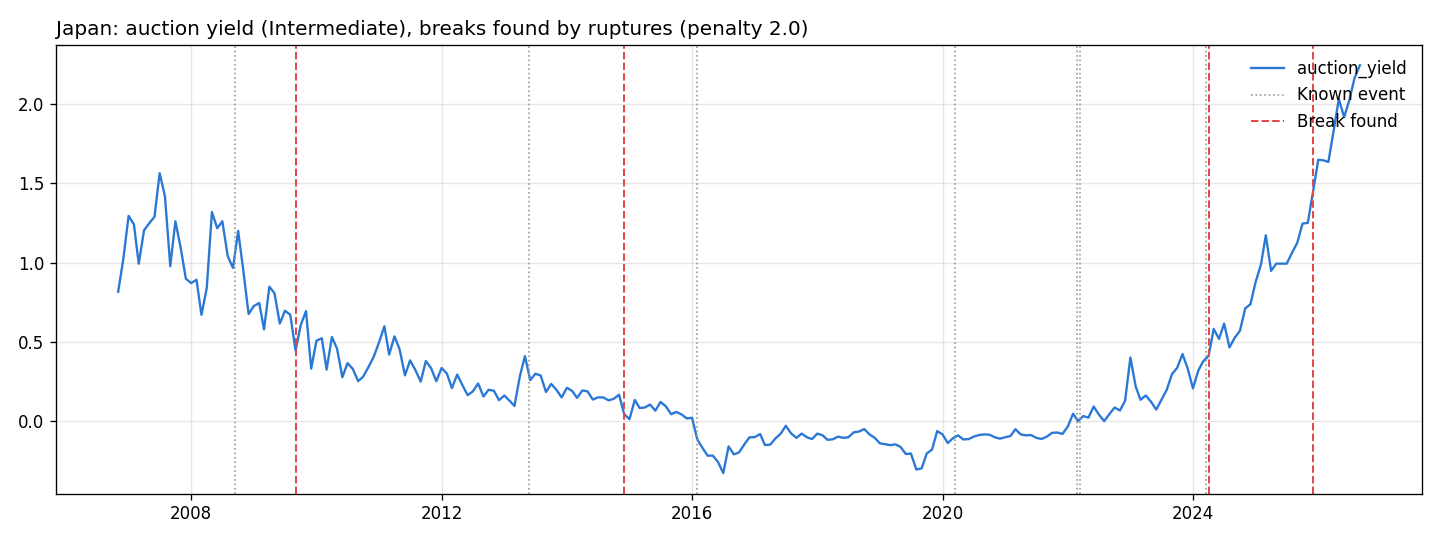 Japan: auction yield (Intermediate), breaks found by ruptures (penalty 2.0)
auction_yield
Known event
Break found
2.0
1.5
1.0
0.5
0.0
2008 2012 2016 2020 2024